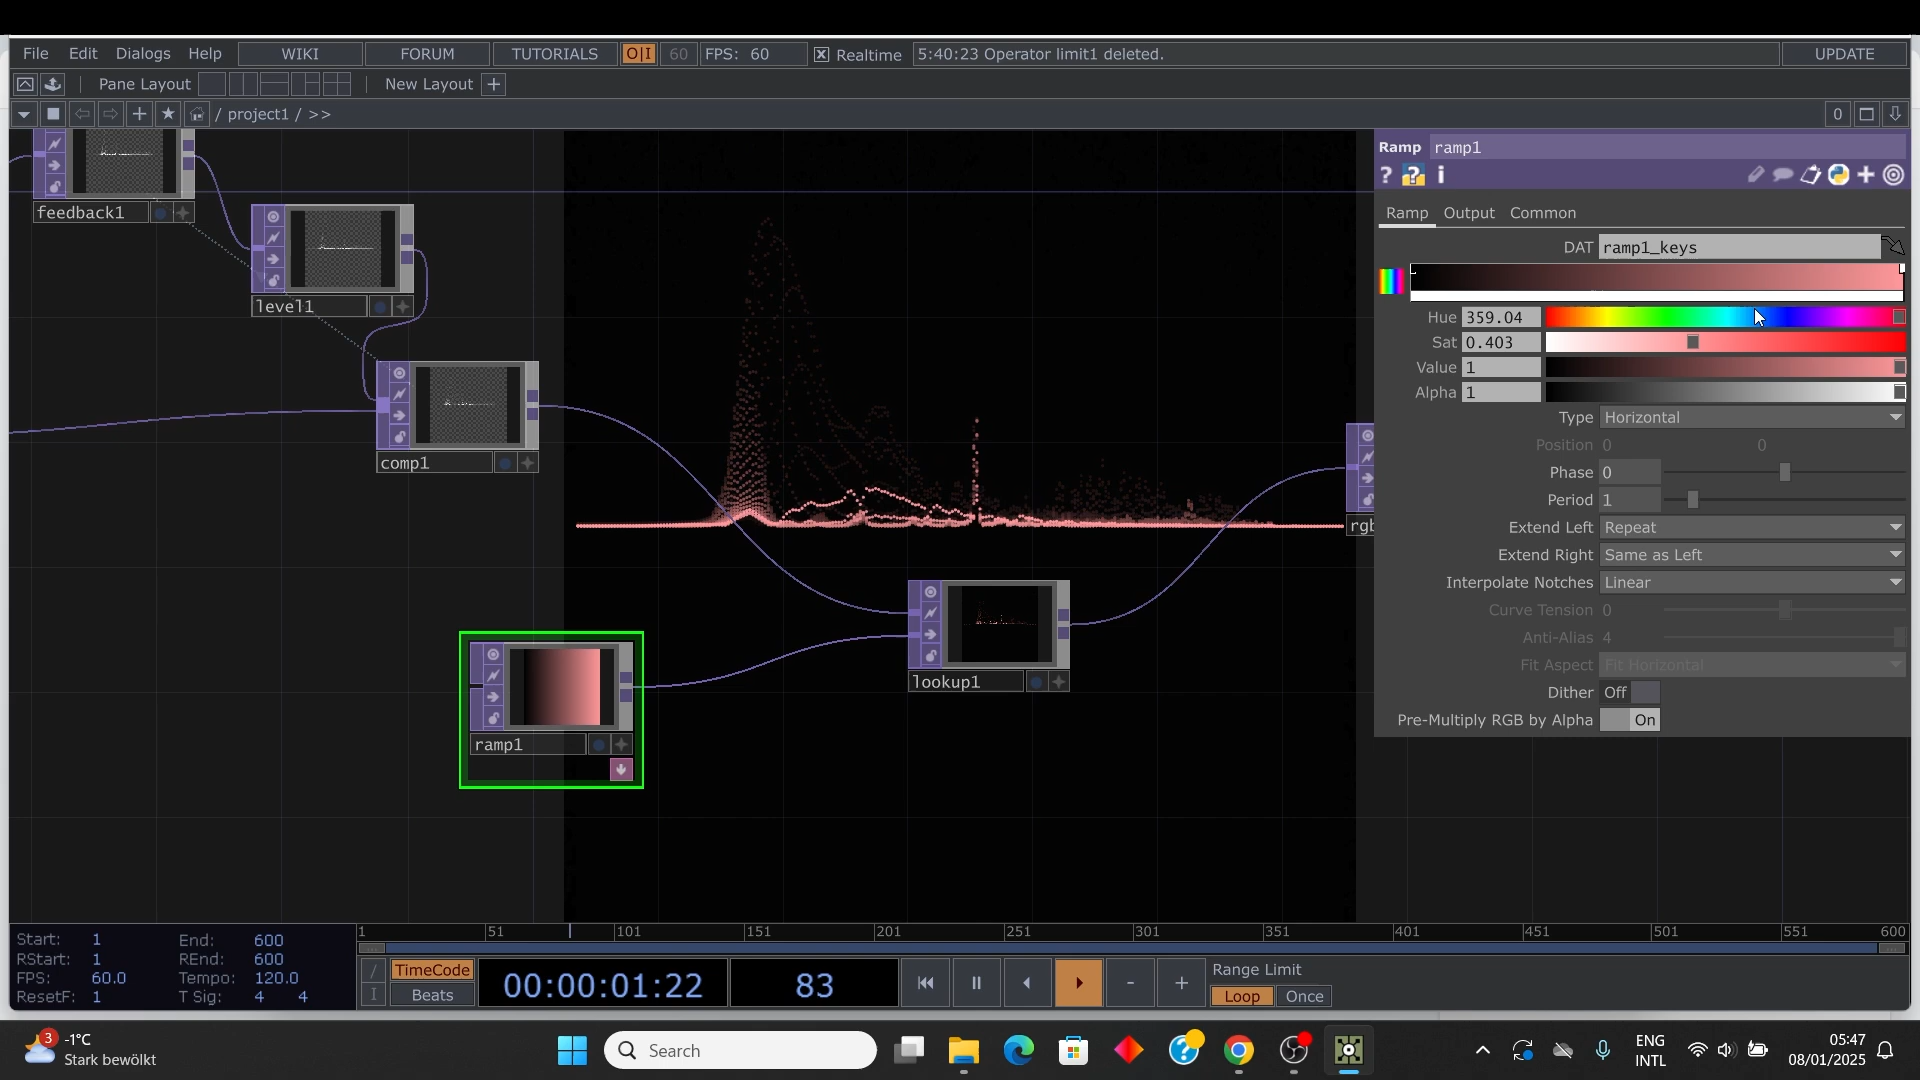 File Edit Dialogs Help WIKI FORUM TUTORIALS O|I 60 FPS: 60 Realtime 5:40:23 Operator limit1 deleted. UPDATE
Pane Layout New Layout +
/ project1 / >> 0
Ramp ramp1
Ramp Output Common
DAT ramp1_keys
Hue 359.04
Sat 0.403
Value 1
Alpha 1
Type Horizontal
Position 0 0
Phase 0
Period 1
Extend Left Repeat
Extend Right Same as Left
Interpolate Notches Linear
Curve Tension 0
Anti-Alias 4
Fit Aspect Fit Horizontal
Dither Off
Pre-Multiply RGB by Alpha On
feedback1
level1
comp1
rgb
lookup1
ramp1
1 51 101 151 201 251 301 351 401 451 501 551 600
Start: 1 End: 600
RStart: 1 REnd: 600
FPS: 60.0 Tempo: 120.0
ResetF: 1 T Sig: 4 4
/ TimeCode
I Beats
00:00:01:22 83
- +
Range Limit
Loop Once
3
-1°C
Stark bewölkt
Search
ENG
INTL
05:47
08/01/2025